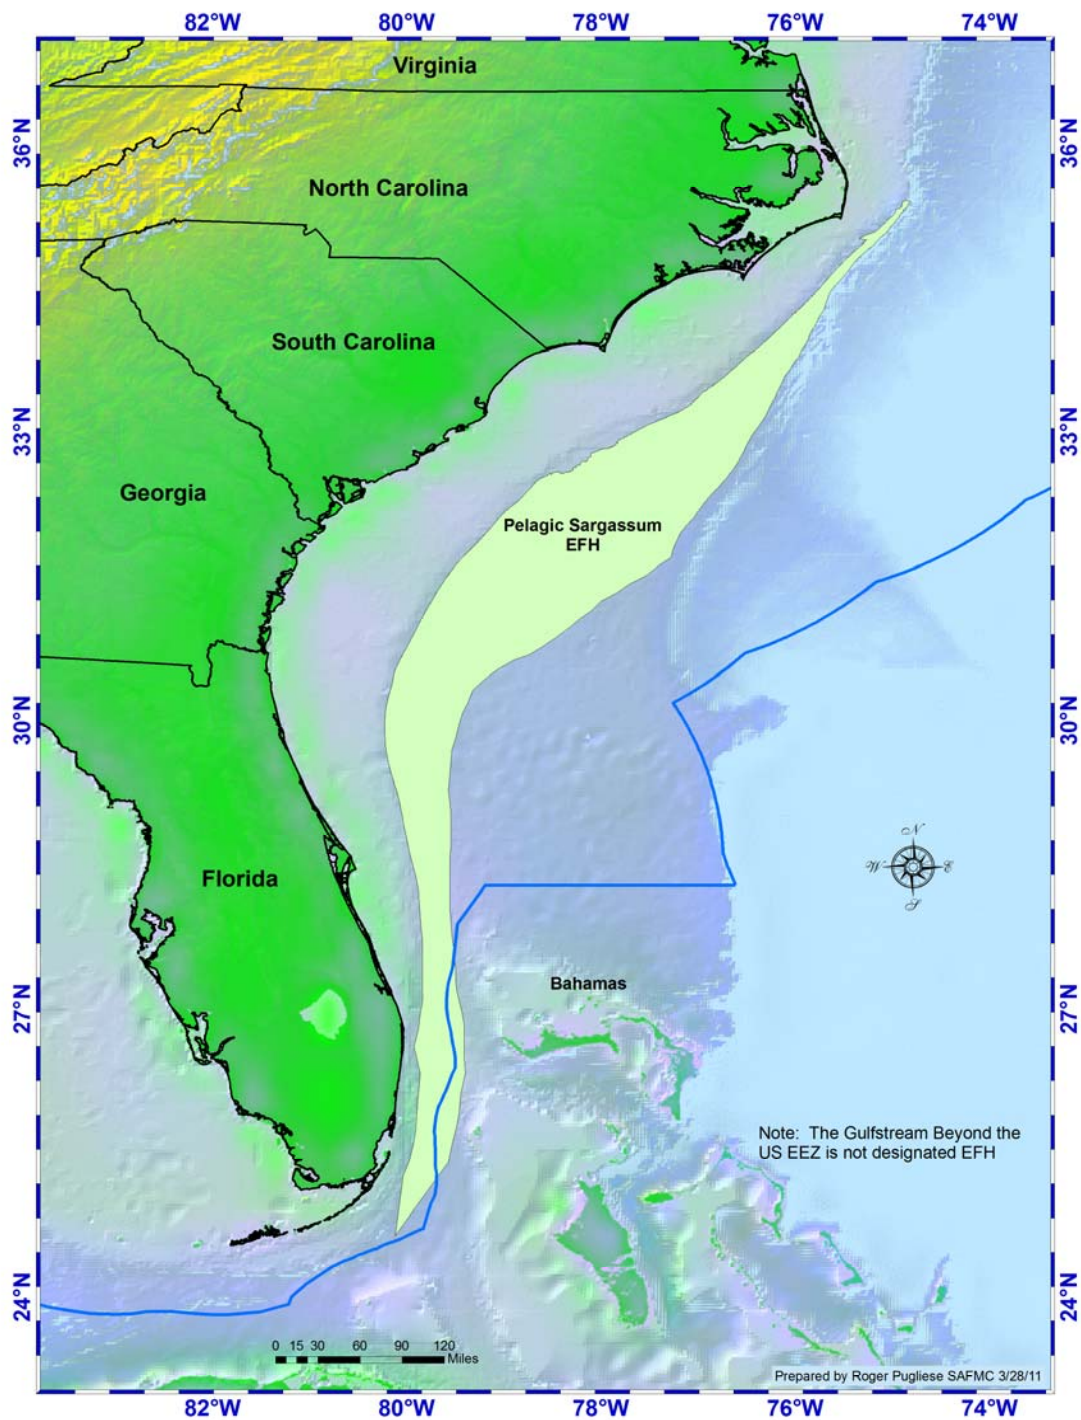 82°W 80°W 78°W 76°W 74°W
Virginia
36°N 36°N
North Carolina
South Carolina
33°N 33°N
Georgia
Pelagic Sargassum
EFH
30°N 30°N
N
W E
S
Florida
Bahamas
27°N 27°N
Note: The Gulfstream Beyond the
US EEZ is not designated EFH
24°N 24°N
0 15 30 60 90 120
Miles
Prepared by Roger Pugliese SAFMC 3/28/11
82°W 80°W 78°W 76°W 74°W